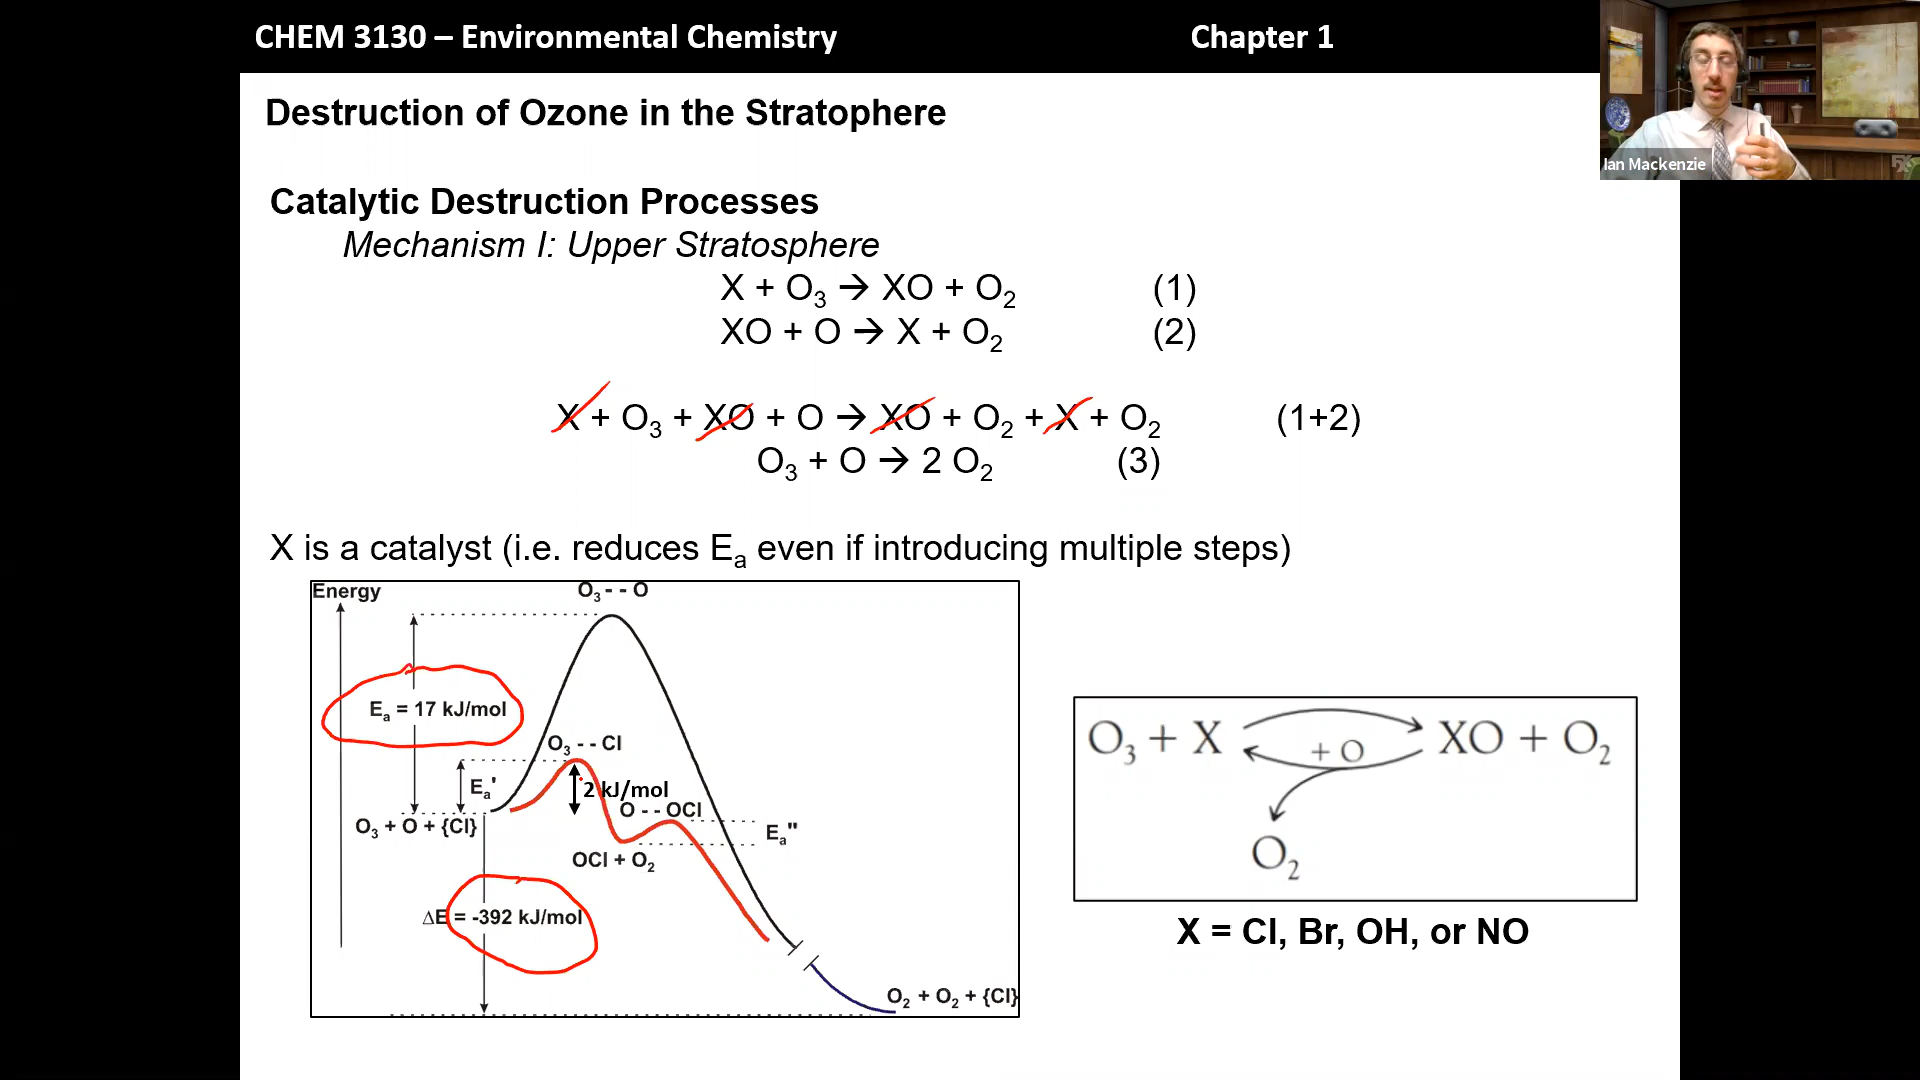 CHEM 3130 – Environmental Chemistry Chapter 1
Ian Mackenzie
Destruction of Ozone in the Stratophere
Catalytic Destruction Processes
Mechanism I: Upper Stratosphere
X + O₃ → XO + O₂ (1)
XO + O → X + O₂ (2)
X + O₃ + XO + O → XO + O₂ + X + O₂ (1+2)
O₃ + O → 2 O₂ (3)
X is a catalyst (i.e. reduces Eₐ even if introducing multiple steps)
Energy
O₃ - - O
Eₐ = 17 kJ/mol
O₃ - - Cl
Eₐ'
2 kJ/mol
O - - OCl
O₃ + O + {Cl}
Eₐ"
OCl + O₂
ΔE = -392 kJ/mol
O₂ + O₂ + {Cl}
O₃ + X XO + O₂
+ O
O₂
X = Cl, Br, OH, or NO